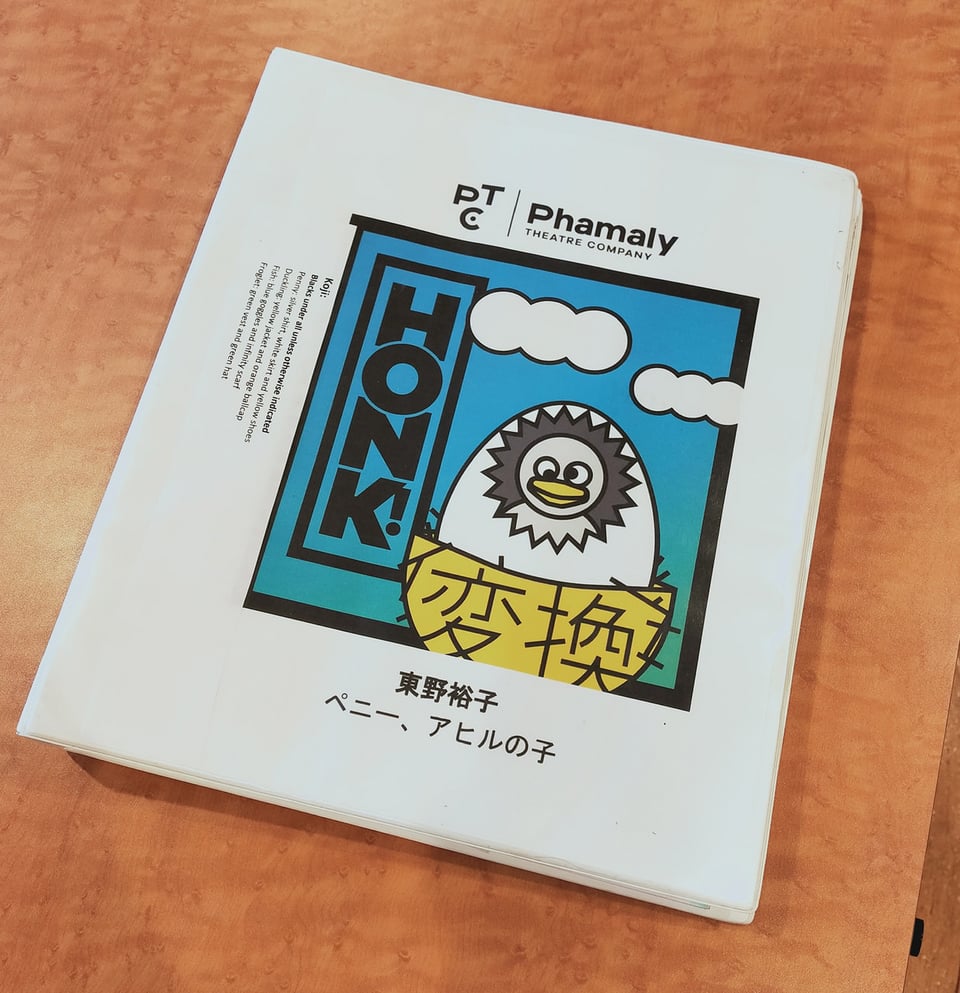 PTC
Phamaly
THEATRE COMPANY
HONK!
変換
東野裕子
ペニー、アヒルの子
Koji:
Blacks under all unless otherwise indicated
Penny: silver shirt, white skirt
Duckling: yellow jacket and yellow shoes
Fish: blue goggles and orange ballcap
Froglet: green vest and infinity scarf and green hat